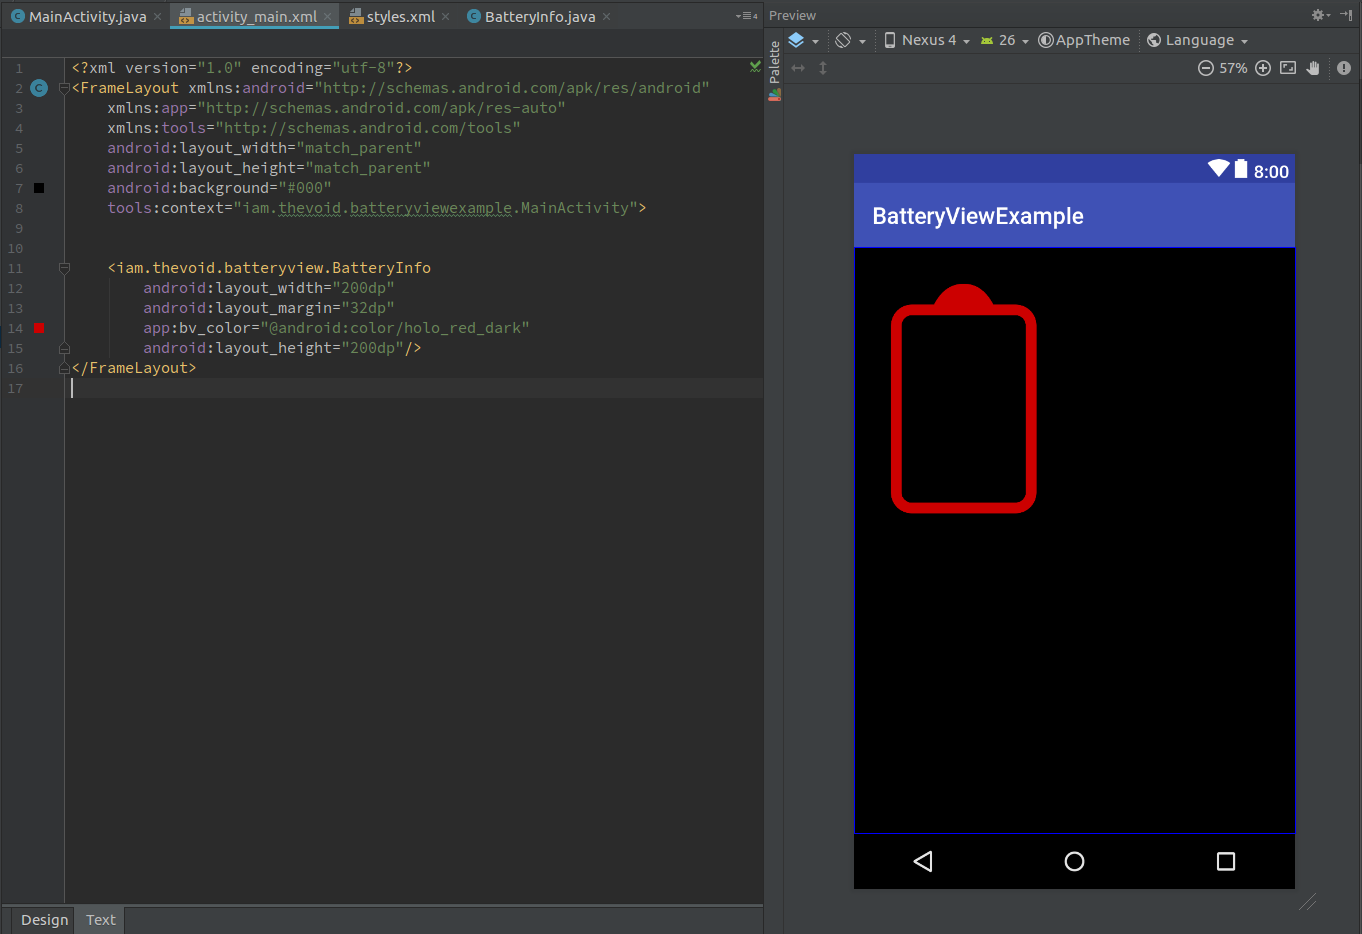 MainActivity.java activity_main.xml styles.xml BatteryInfo.java
4
Preview
Palette
Nexus 4 26 AppTheme Language
57%
1 <?xml version="1.0" encoding="utf-8"?>
2 <FrameLayout xmlns:android="http://schemas.android.com/apk/res/android"
3 xmlns:app="http://schemas.android.com/apk/res-auto"
4 xmlns:tools="http://schemas.android.com/tools"
5 android:layout_width="match_parent"
6 android:layout_height="match_parent"
7 android:background="#000"
8 tools:context="iam.thevoid.batteryviewexample.MainActivity">
9
10
11 <iam.thevoid.batteryview.BatteryInfo
12 android:layout_width="200dp"
13 android:layout_margin="32dp"
14 app:bv_color="@android:color/holo_red_dark"
15 android:layout_height="200dp"/>
16 </FrameLayout>
17
8:00
BatteryViewExample
Design Text